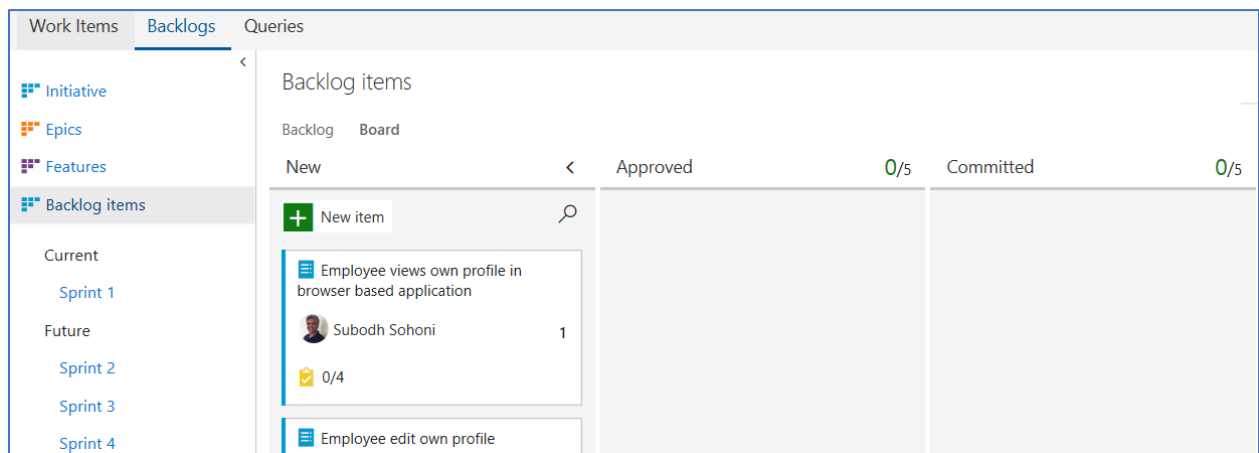 Work Items Backlogs Queries
<
Initiative
Epics
Features
Backlog items
Current
Sprint 1
Future
Sprint 2
Sprint 3
Sprint 4
Backlog items
Backlog Board
New < Approved 0/5 Committed 0/5
+ New item
Employee views own profile in
browser based application
Subodh Sohoni 1
0/4
Employee edit own profile